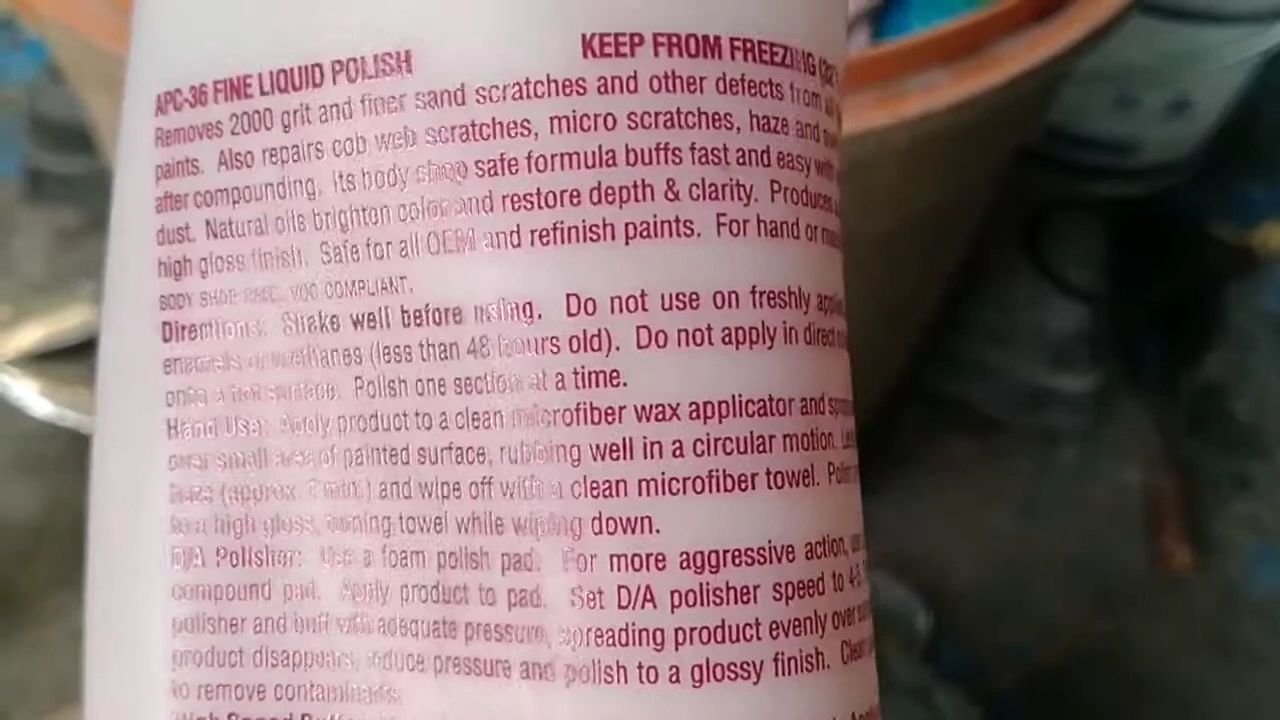 APC-36 FINE LIQUID POLISH KEEP FROM FREEZING
Removes 2000 grit and finer sand scratches and other defects from
paints. Also repairs cob web scratches, micro scratches, haze and
after compounding. Its body shop safe formula buffs fast and easy with
dust. Natural oils brighten color and restore depth & clarity. Produces
high gloss finish. Safe for all OEM and refinish paints. For hand or
BODY SHOP SAFE. VOC COMPLIANT.
Directions: Shake well before using. Do not use on freshly
enamels or urethanes (less than 48 hours old). Do not apply in direct
onto a hot surface. Polish one section at a time.
Hand Use: Apply product to a clean microfiber wax applicator and
over small area of painted surface, rubbing well in a circular motion.
haze (approx. min.) and wipe off with a clean microfiber towel.
to a high gloss, turning towel while wiping down.
D/A Polisher: Use a foam polish pad. For more aggressive action,
compound pad. Apply product to pad. Set D/A polisher speed to
polisher and buff with adequate pressure, spreading product evenly over
product disappears, reduce pressure and polish to a glossy finish.
to remove contaminants.
High Speed